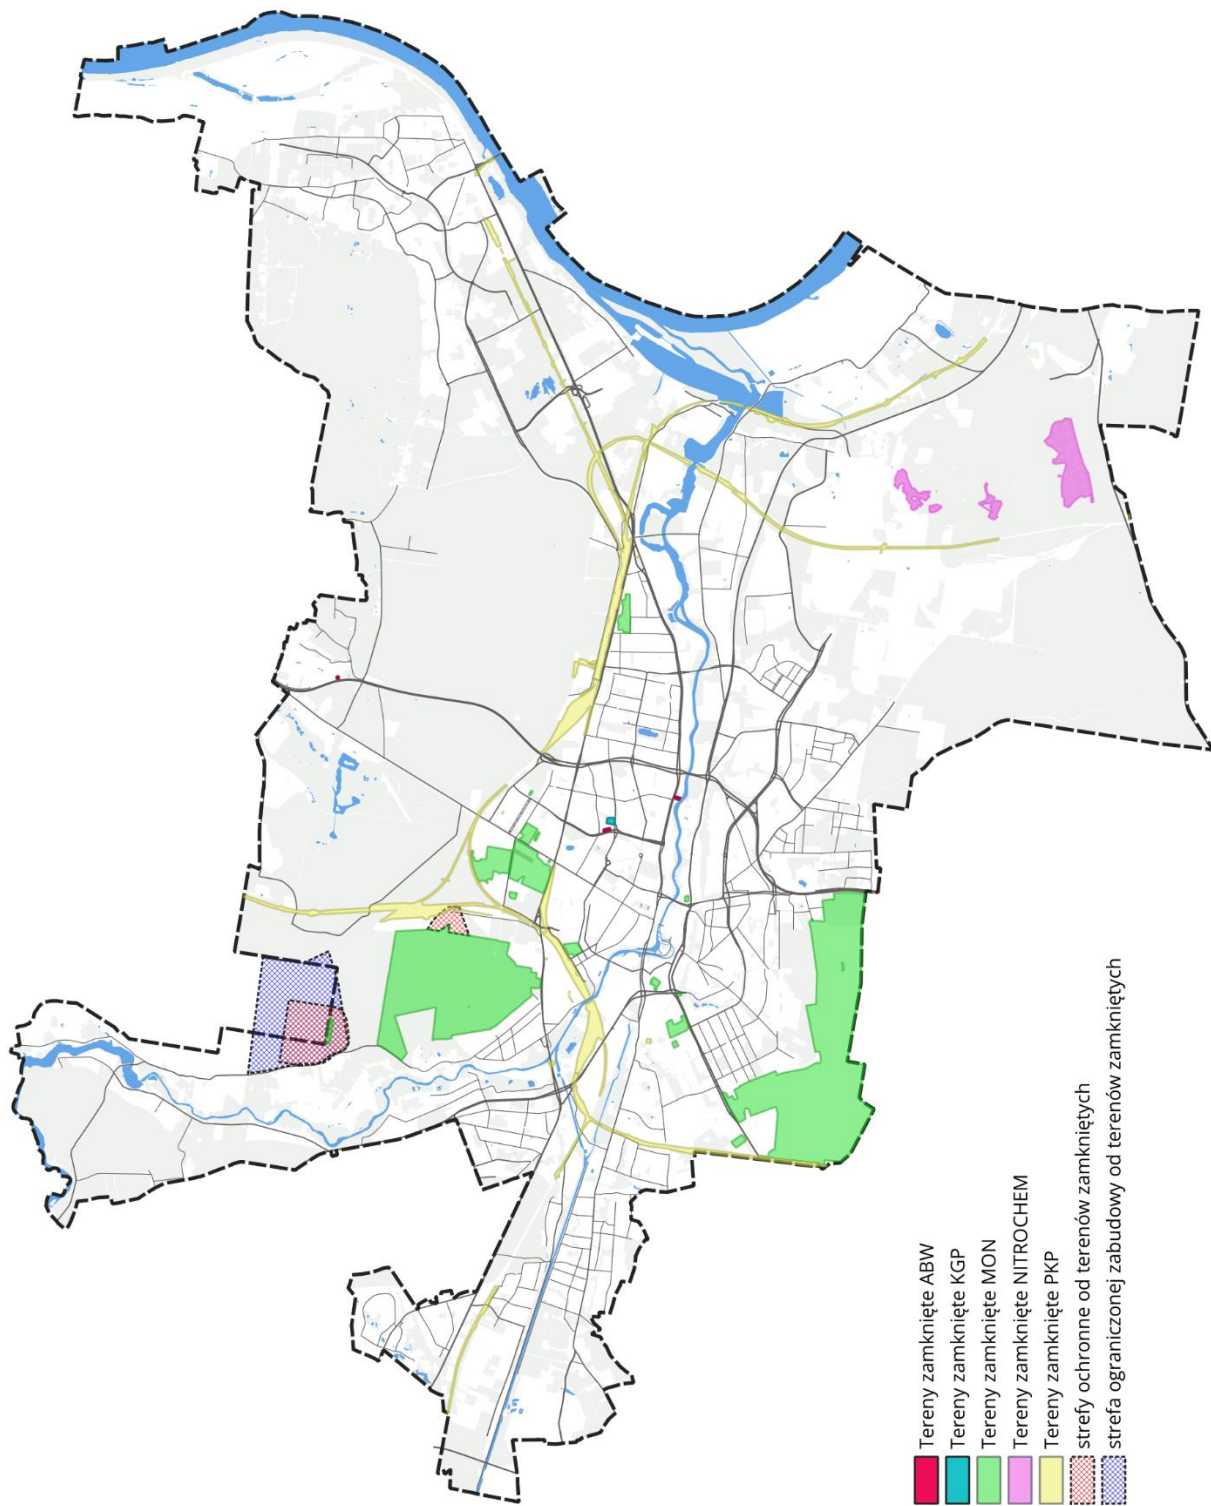 Tereny zamknięte ABW
Tereny zamknięte KGP
Tereny zamknięte MON
Tereny zamknięte NITROCHEM
Tereny zamknięte PKP
strefy ochronne od terenów zamkniętych
strefa ograniczonej zabudowy od terenów zamkniętych